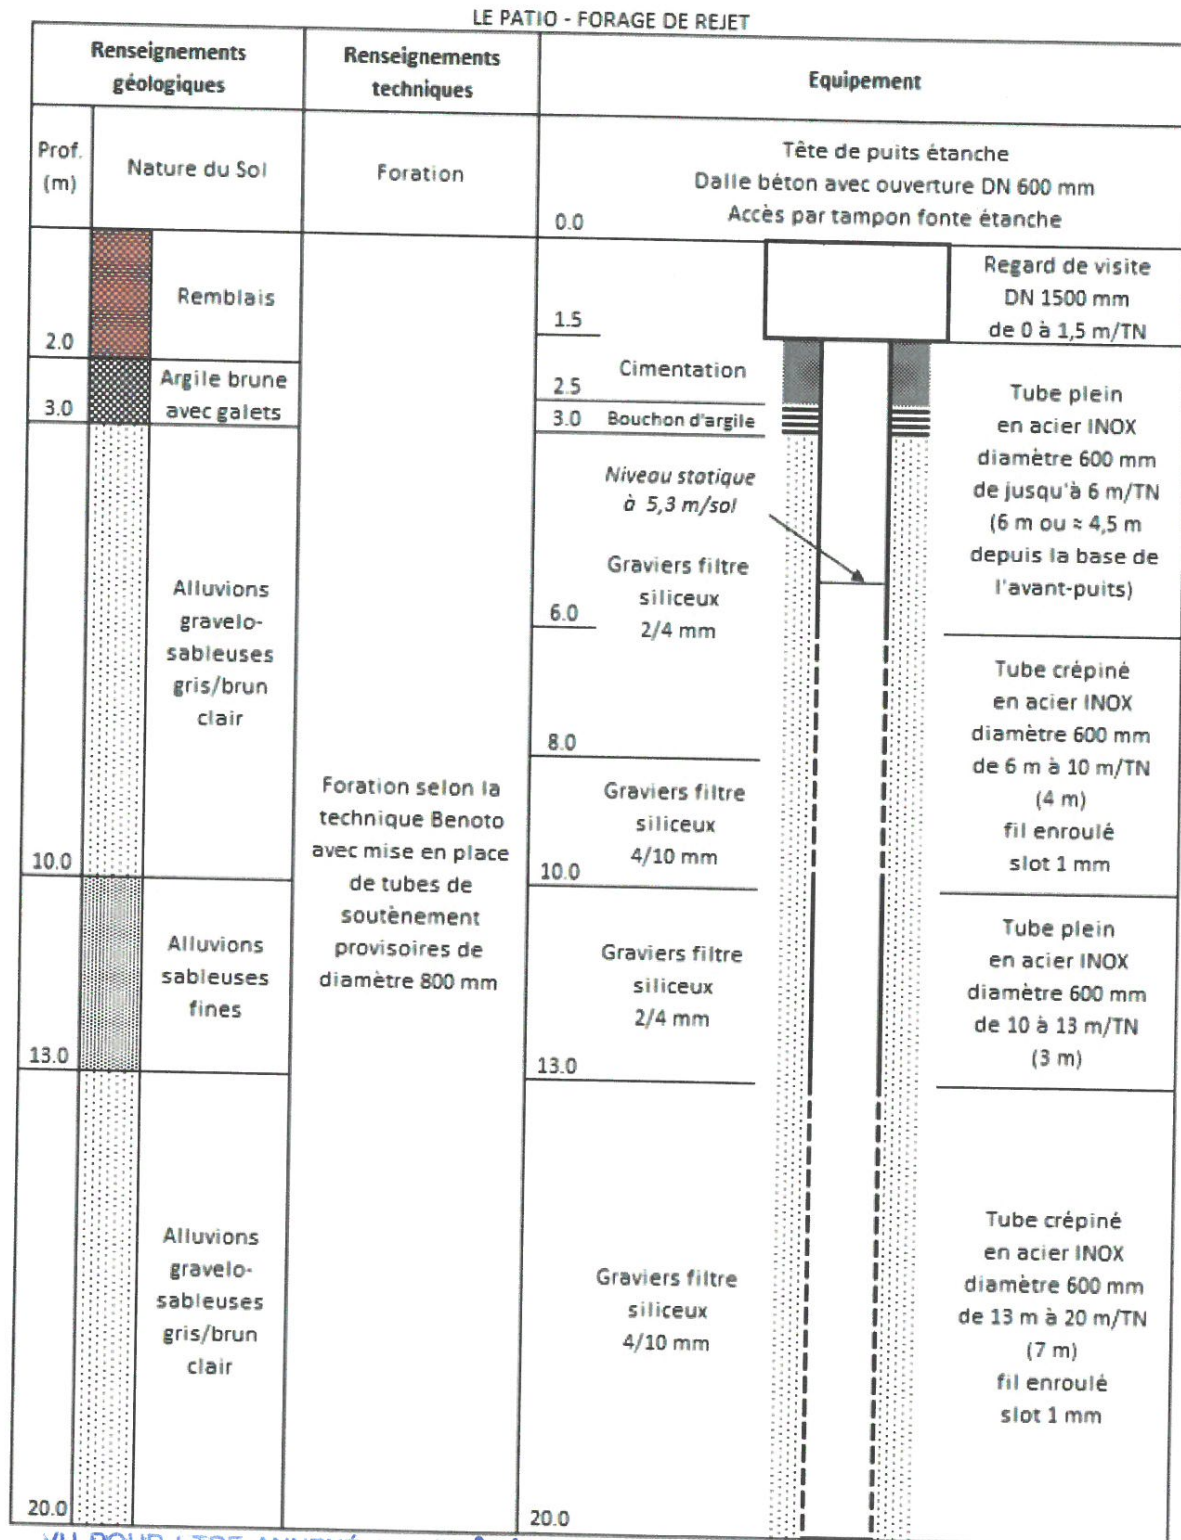 LE PATIO - FORAGE DE REJET
Renseignements
géologiques
Renseignements
techniques
Equipement
Prof.
(m)
Nature du Sol
Foration
Tête de puits étanche
Dalle béton avec ouverture DN 600 mm
Accès par tampon fonte étanche
0.0
Remblais
2.0
Argile brune
avec galets
3.0
Alluvions
gravelo-
sableuses
gris/brun
clair
10.0
Alluvions
sableuses
fines
13.0
Alluvions
gravelo-
sableuses
gris/brun
clair
20.0
Foration selon la
technique Benoto
avec mise en place
de tubes de
soutènement
provisoires de
diamètre 800 mm
1.5
Cimentation
2.5
3.0
Bouchon d'argile
Niveau statique
à 5,3 m/sol
Graviers filtre
siliceux
2/4 mm
6.0
8.0
Graviers filtre
siliceux
4/10 mm
10.0
Graviers filtre
siliceux
2/4 mm
13.0
Graviers filtre
siliceux
4/10 mm
20.0
Regard de visite
DN 1500 mm
de 0 à 1,5 m/TN
Tube plein
en acier INOX
diamètre 600 mm
de jusqu'à 6 m/TN
(6 m ou ≈ 4,5 m
depuis la base de
l'avant-puits)
Tube crépiné
en acier INOX
diamètre 600 mm
de 6 m à 10 m/TN
(4 m)
fil enroulé
slot 1 mm
Tube plein
en acier INOX
diamètre 600 mm
de 10 à 13 m/TN
(3 m)
Tube crépiné
en acier INOX
diamètre 600 mm
de 13 m à 20 m/TN
(7 m)
fil enroulé
slot 1 mm
VU POUR